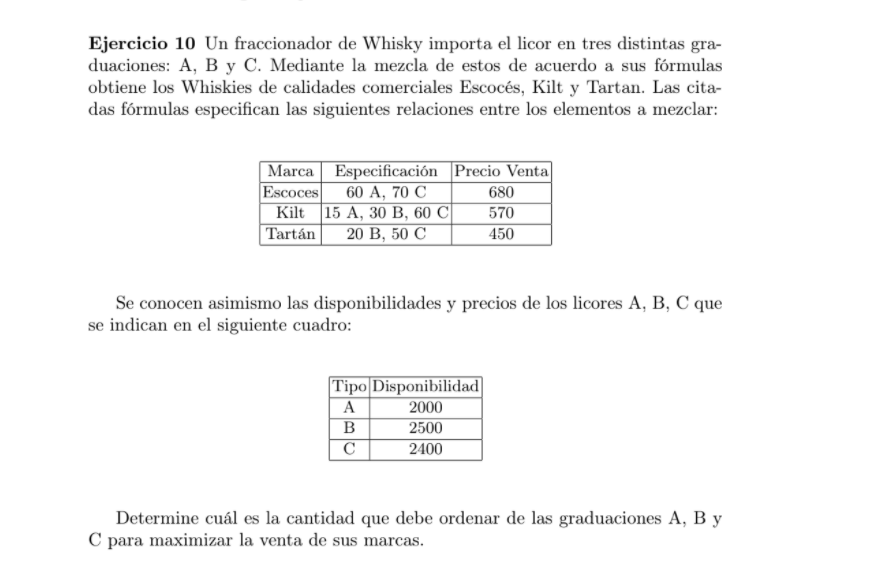 Ejercicio 10 Un fraccionador de Whisky importa el licor en tres distintas gra-
duaciones: A, B y C. Mediante la mezcla de estos de acuerdo a sus fórmulas
obtiene los Whiskies de calidades comerciales Escocés, Kilt y Tartan. Las cita-
das fórmulas especifican las siguientes relaciones entre los elementos a mezclar:
Marca Especificación Precio Venta
Escoces 60 A, 70 C 680
Kilt 15 A, 30 B, 60 C 570
Tartán 20 B, 50 C 450
Se conocen asimismo las disponibilidades y precios de los licores A, B, C que
se indican en el siguiente cuadro:
Tipo Disponibilidad
A 2000
B 2500
C 2400
Determine cuál es la cantidad que debe ordenar de las graduaciones A, B y
C para maximizar la venta de sus marcas.